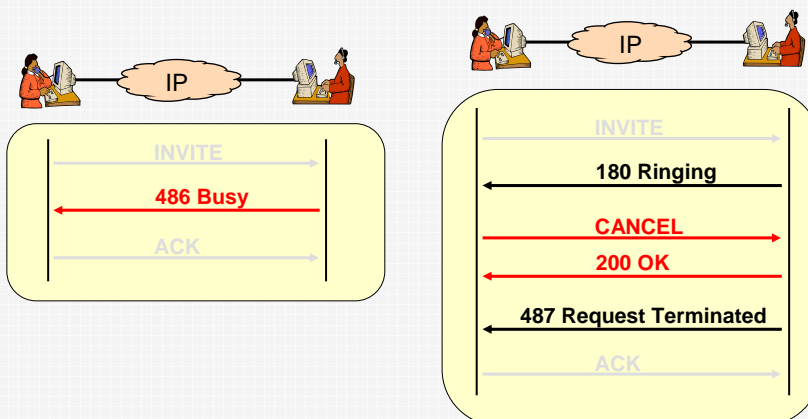 IP
INVITE
486 Busy
ACK
IP
INVITE
180 Ringing
CANCEL
200 OK
487 Request Terminated
ACK